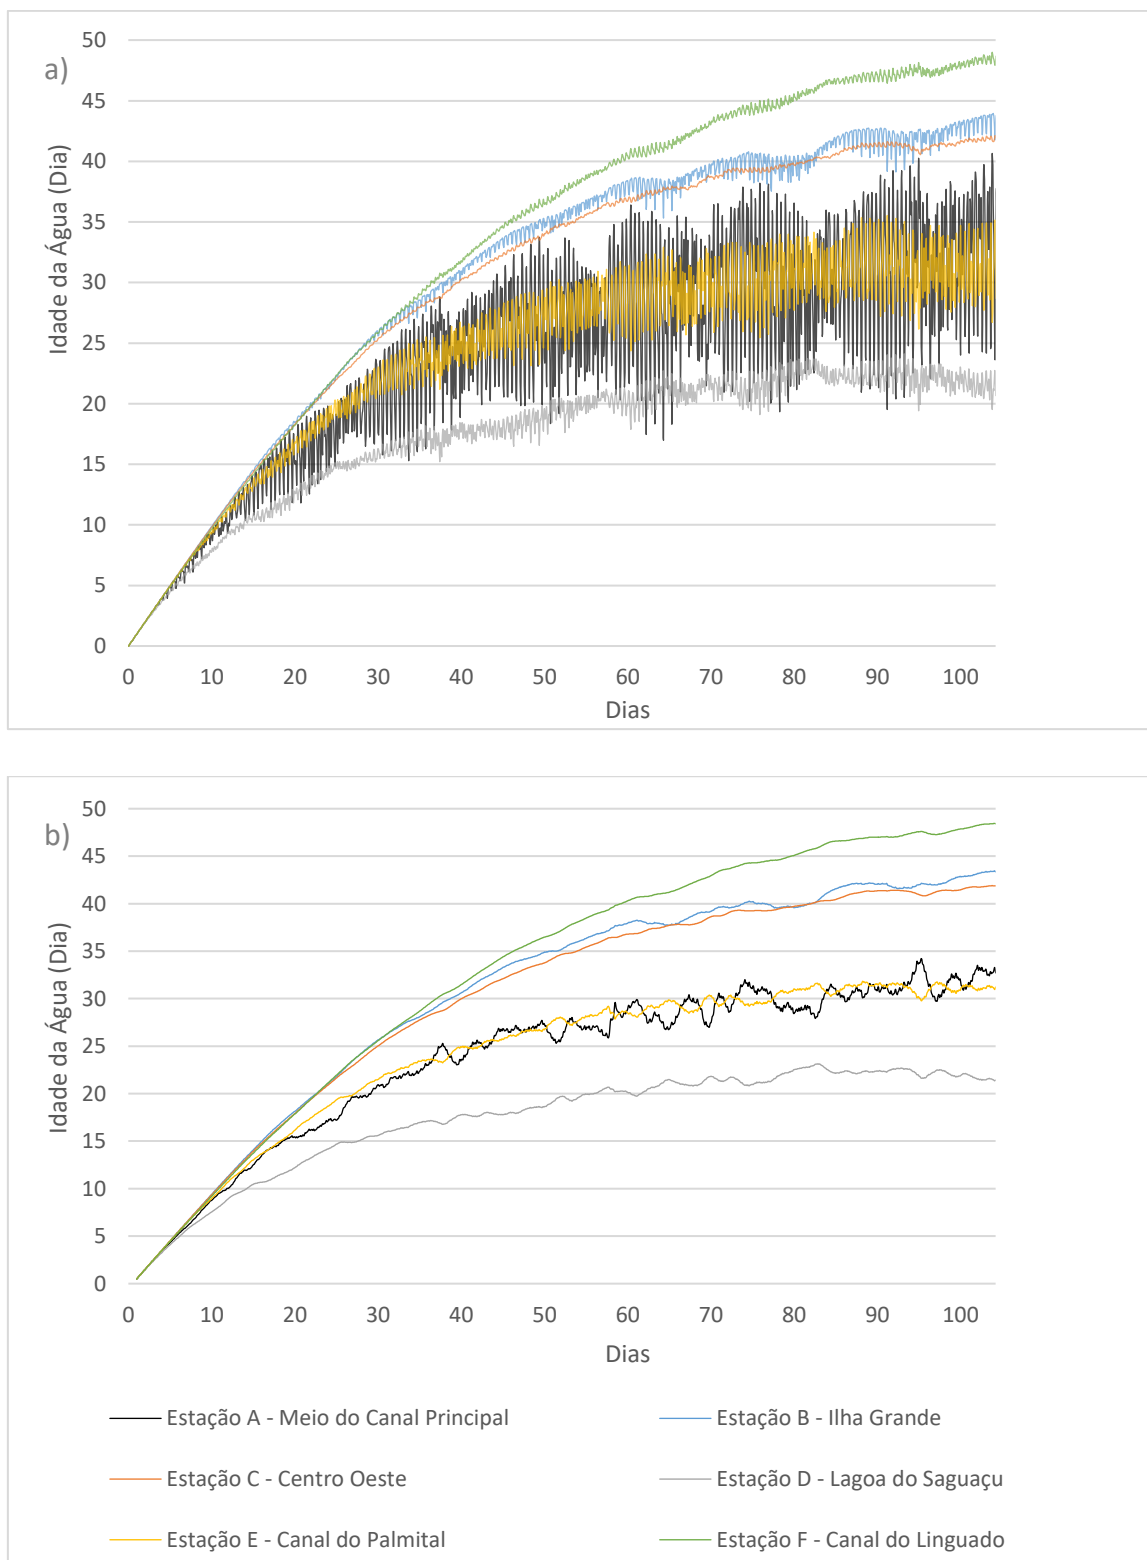 a)
50
45
40
35
30
25
20
15
10
5
0
Idade da Água (Dia)
0 10 20 30 40 50 60 70 80 90 100
Dias
b)
50
45
40
35
30
25
20
15
10
5
0
Idade da Água (Dia)
0 10 20 30 40 50 60 70 80 90 100
Dias
Estação A - Meio do Canal Principal
Estação B - Ilha Grande
Estação C - Centro Oeste
Estação D - Lagoa do Saguaçu
Estação E - Canal do Palmital
Estação F - Canal do Linguado